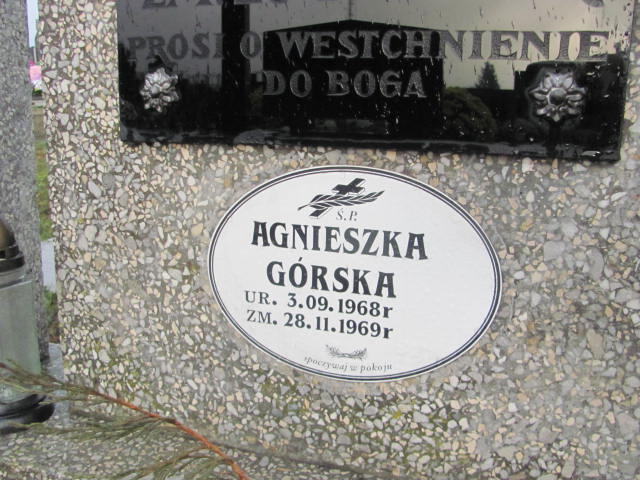 PROSI O WESTCHNIENIE
DO BOGA
Ś.P.
AGNIESZKA
GÓRSKA
UR. 3.09.1968r
ZM. 28.11.1969r
spoczywaj w pokoju